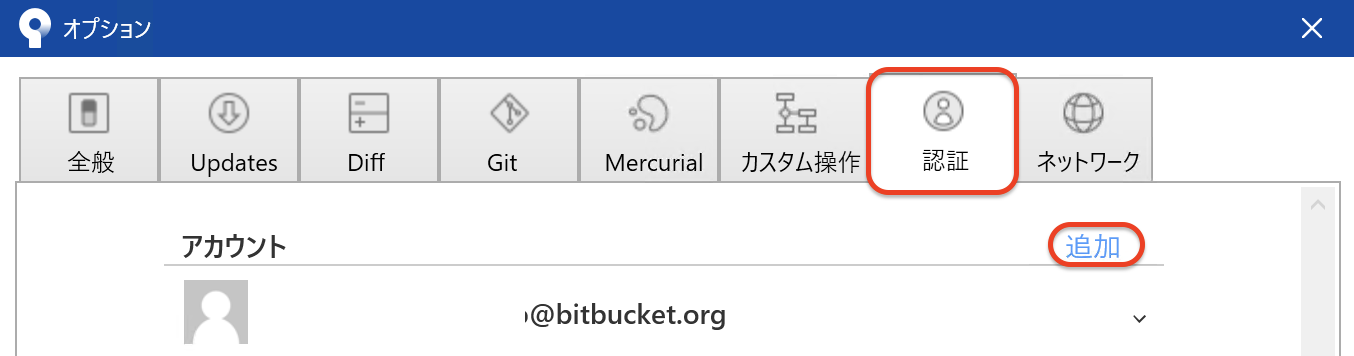 オプション
全般 Updates Diff Git Mercurial カスタム操作 認証 ネットワーク
アカウント 追加
@bitbucket.org